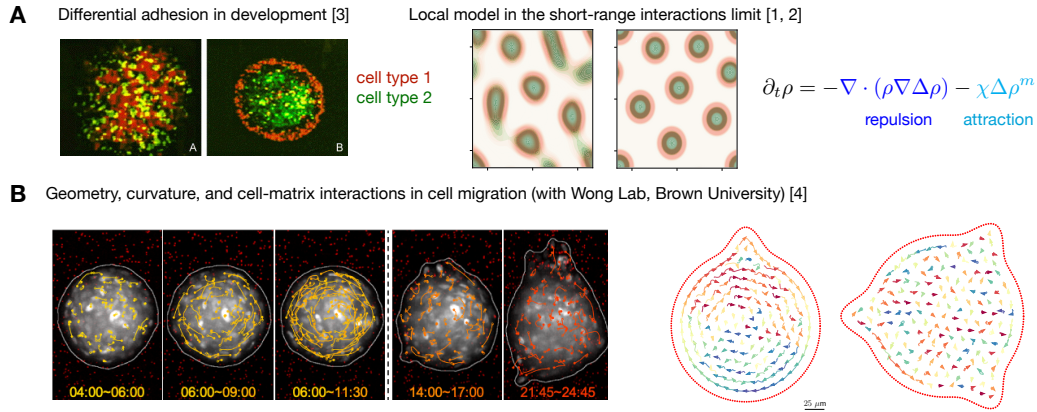 A
Differential adhesion in development [3]
Local model in the short-range interactions limit [1, 2]
A
B
cell type 1
cell type 2
∂ₜρ = −∇ · (ρ∇Δρ) − χΔρᵐ
repulsion
attraction
B
Geometry, curvature, and cell-matrix interactions in cell migration (with Wong Lab, Brown University) [4]
04:00~06:00
06:00~09:00
06:00~11:30
14:00~17:00
21:45~24:45
25 μm